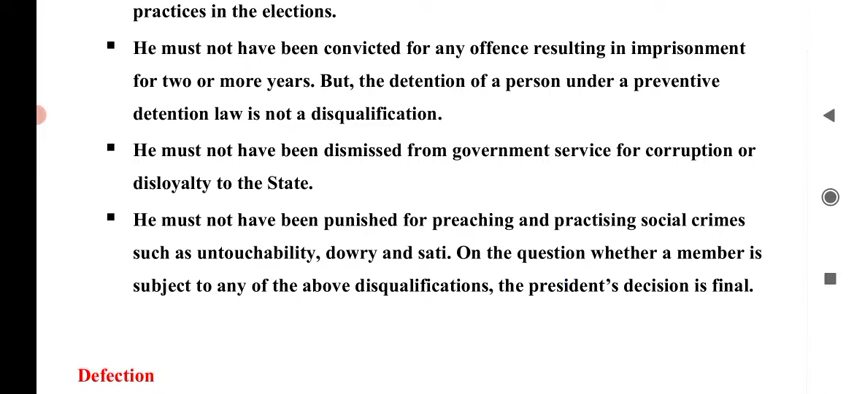 practices in the elections.
▪ He must not have been convicted for any offence resulting in imprisonment
for two or more years. But, the detention of a person under a preventive
detention law is not a disqualification.
▪ He must not have been dismissed from government service for corruption or
disloyalty to the State.
▪ He must not have been punished for preaching and practising social crimes
such as untouchability, dowry and sati. On the question whether a member is
subject to any of the above disqualifications, the president’s decision is final.
Defection